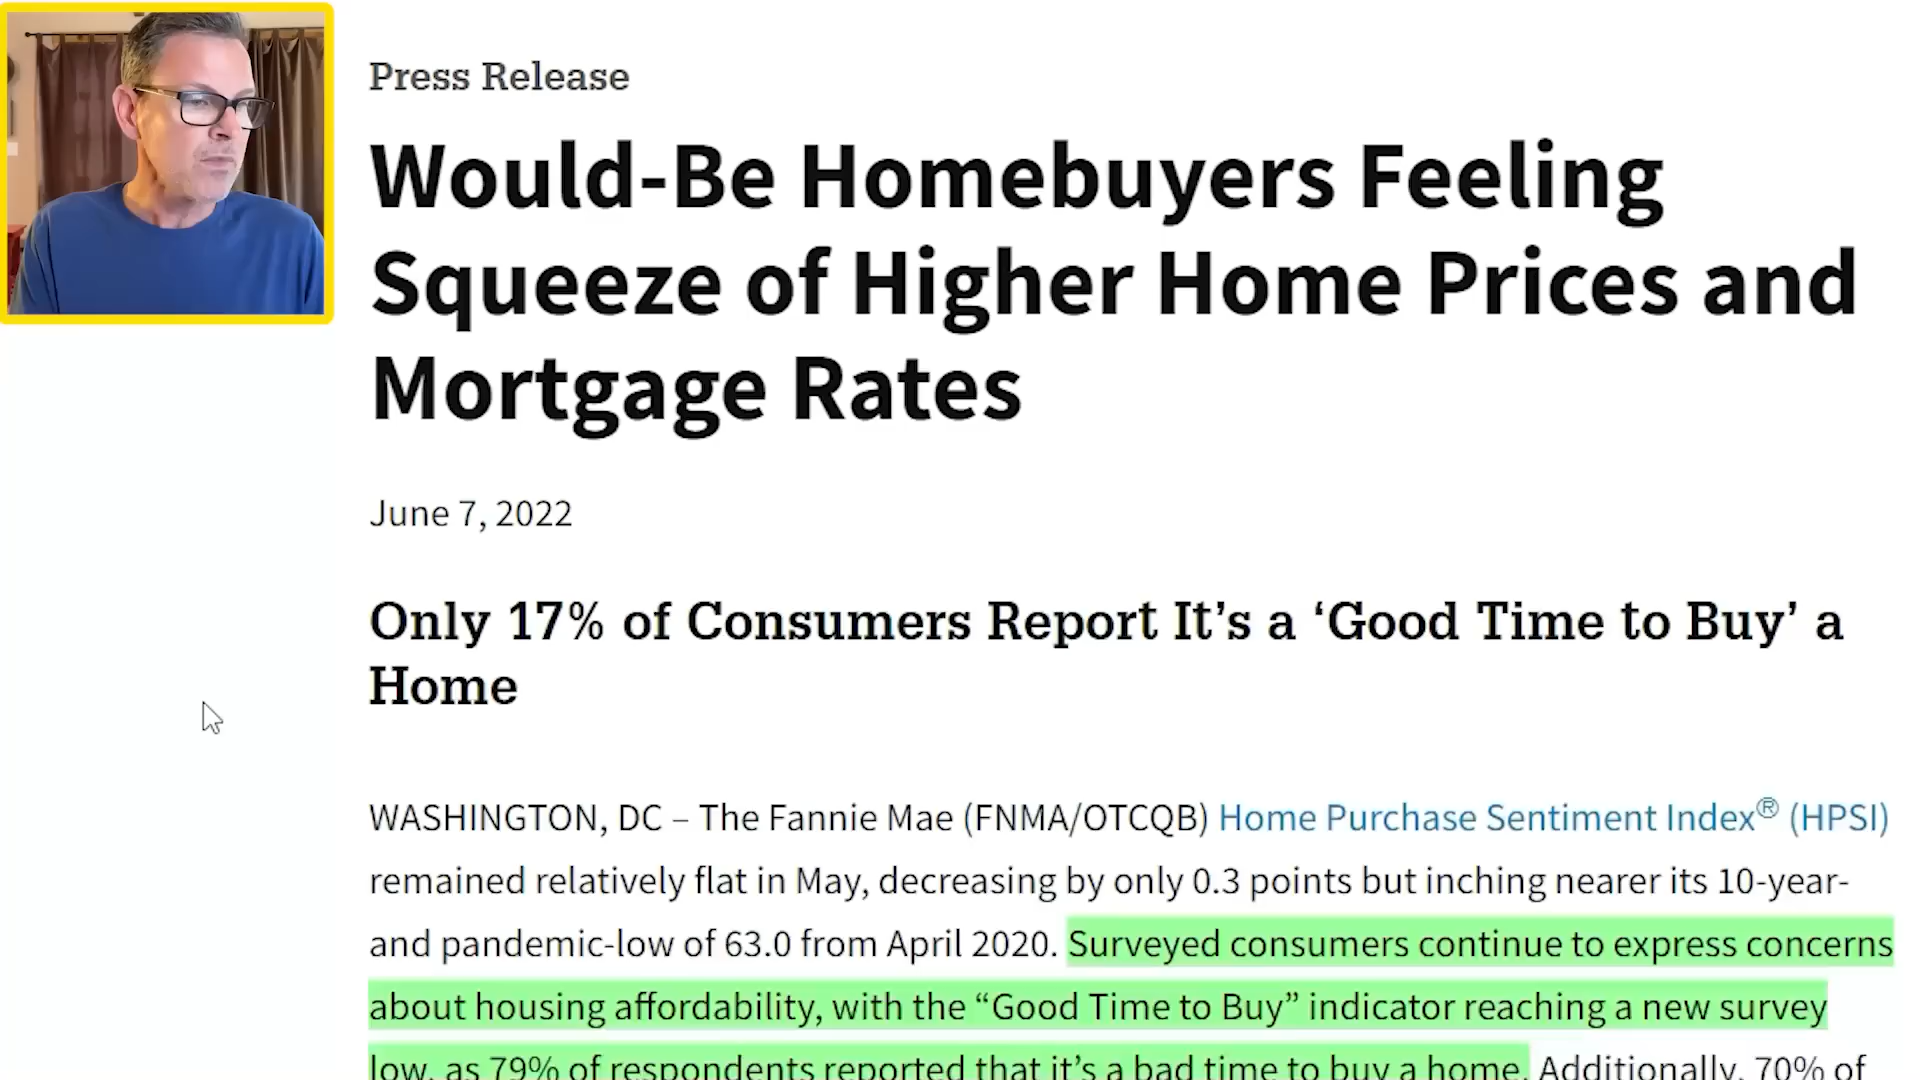 Press Release
Would-Be Homebuyers Feeling
Squeeze of Higher Home Prices and
Mortgage Rates
June 7, 2022
Only 17% of Consumers Report It’s a ‘Good Time to Buy’ a
Home
WASHINGTON, DC – The Fannie Mae (FNMA/OTCQB) Home Purchase Sentiment Index® (HPSI)
remained relatively flat in May, decreasing by only 0.3 points but inching nearer its 10-year-
and pandemic-low of 63.0 from April 2020. Surveyed consumers continue to express concerns
about housing affordability, with the “Good Time to Buy” indicator reaching a new survey
low, as 79% of respondents reported that it’s a bad time to buy a home. Additionally, 70% of